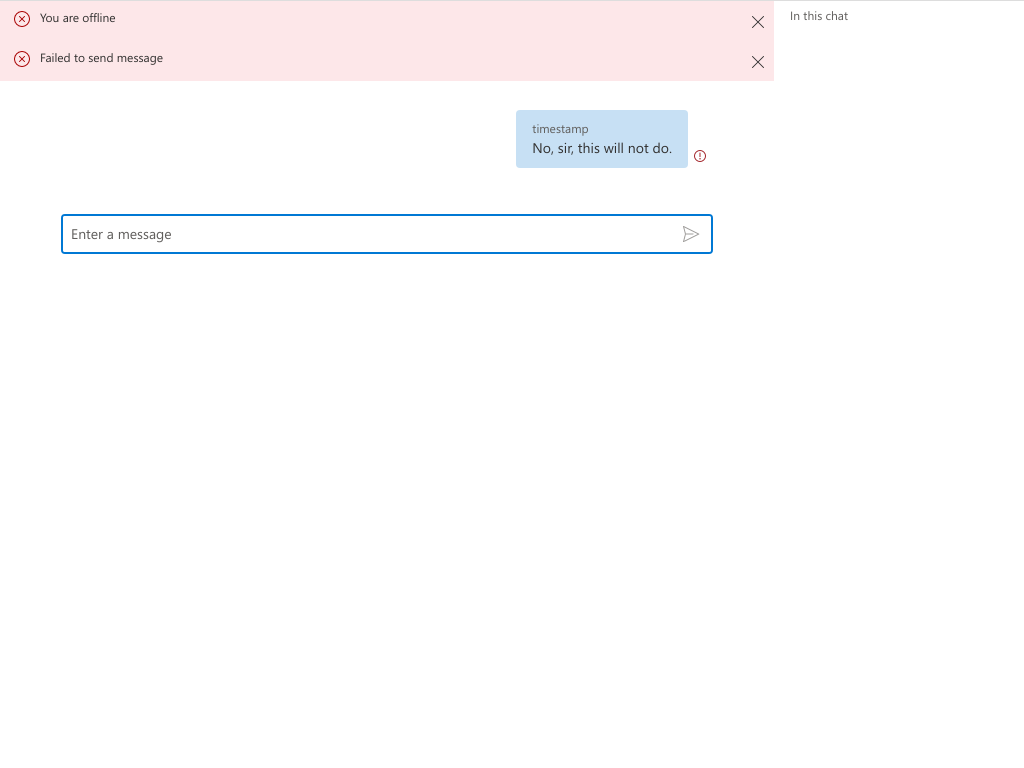 You are offline
Failed to send message
In this chat
timestamp
No, sir, this will not do.
Enter a message